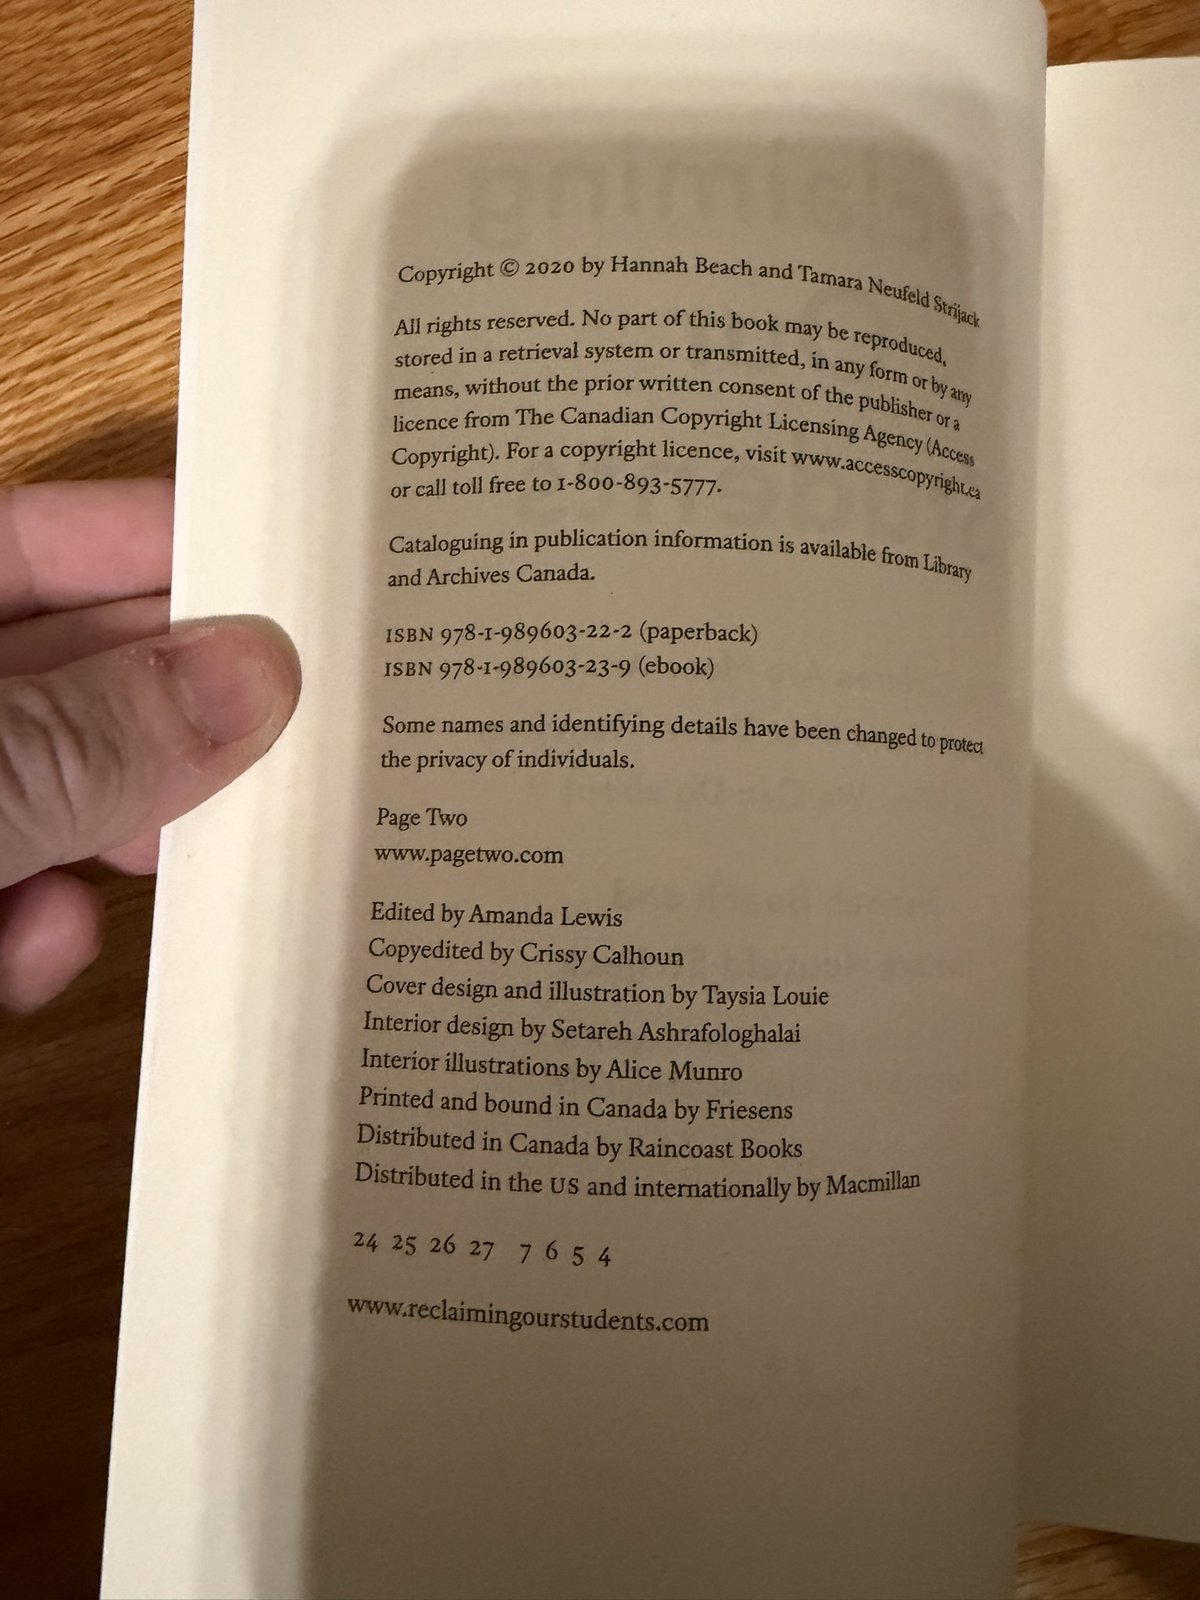 Copyright © 2020 by Hannah Beach and Tamara Neufeld Strijack
All rights reserved. No part of this book may be reproduced,
stored in a retrieval system or transmitted, in any form or by any
means, without the prior written consent of the publisher or a
licence from The Canadian Copyright Licensing Agency (Access
Copyright). For a copyright licence, visit www.accesscopyright.ca
or call toll free to 1-800-893-5777.
Cataloguing in publication information is available from Library
and Archives Canada.
ISBN 978-1-989603-22-2 (paperback)
ISBN 978-1-989603-23-9 (ebook)
Some names and identifying details have been changed to protect
the privacy of individuals.
Page Two
www.pagetwo.com
Edited by Amanda Lewis
Copyedited by Crissy Calhoun
Cover design and illustration by Taysia Louie
Interior design by Setareh Ashrafologhalai
Interior illustrations by Alice Munro
Printed and bound in Canada by Friesens
Distributed in Canada by Raincoast Books
Distributed in the US and internationally by Macmillan
24 25 26 27 7 6 5 4
www.reclaimingourstudents.com